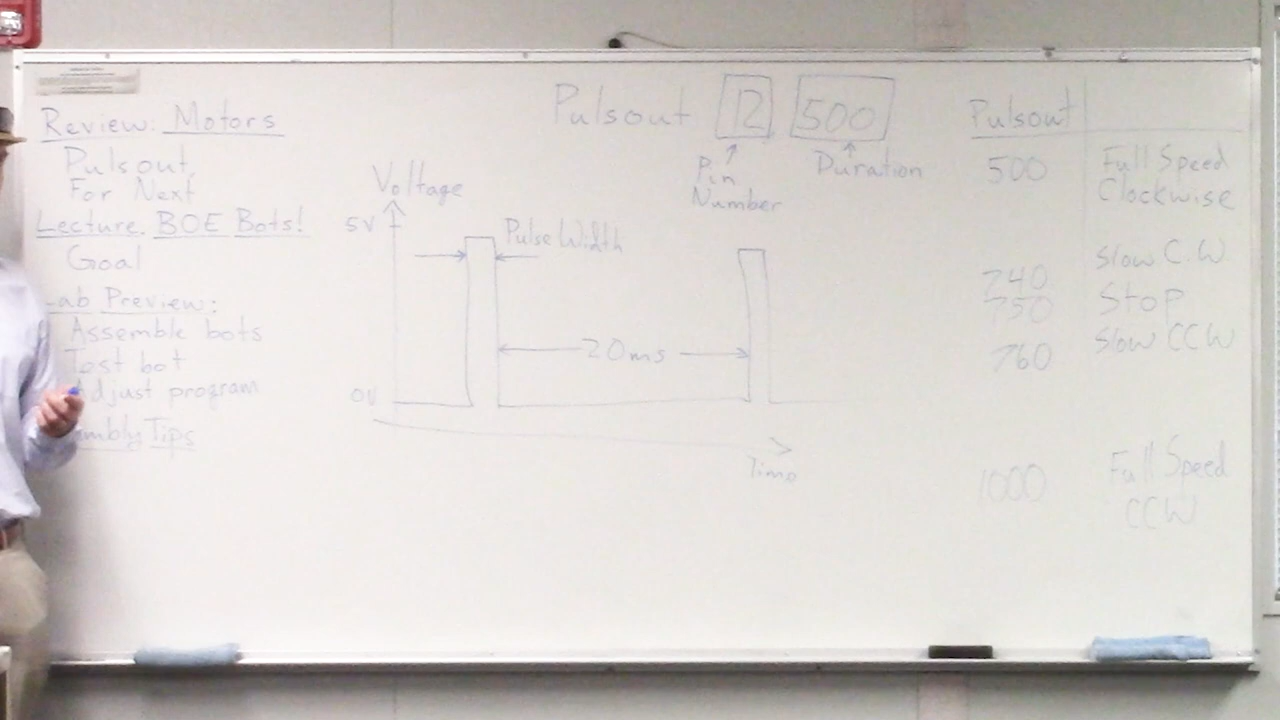 Review: Motors
Pulsout
For Next
Lecture. BOE Bots!
Goal
Lab Preview:
Assemble bots
Test bot
Adjust program
embly Tips
Pulsout 12 500
Pin
Number
Duration
Voltage
5V
Pulse Width
20ms
0V
Time
Pulsout
500 Full Speed
Clockwise
Slow C.W.
740
750 Stop
760 Slow CCW
1000 Full Speed
CCW